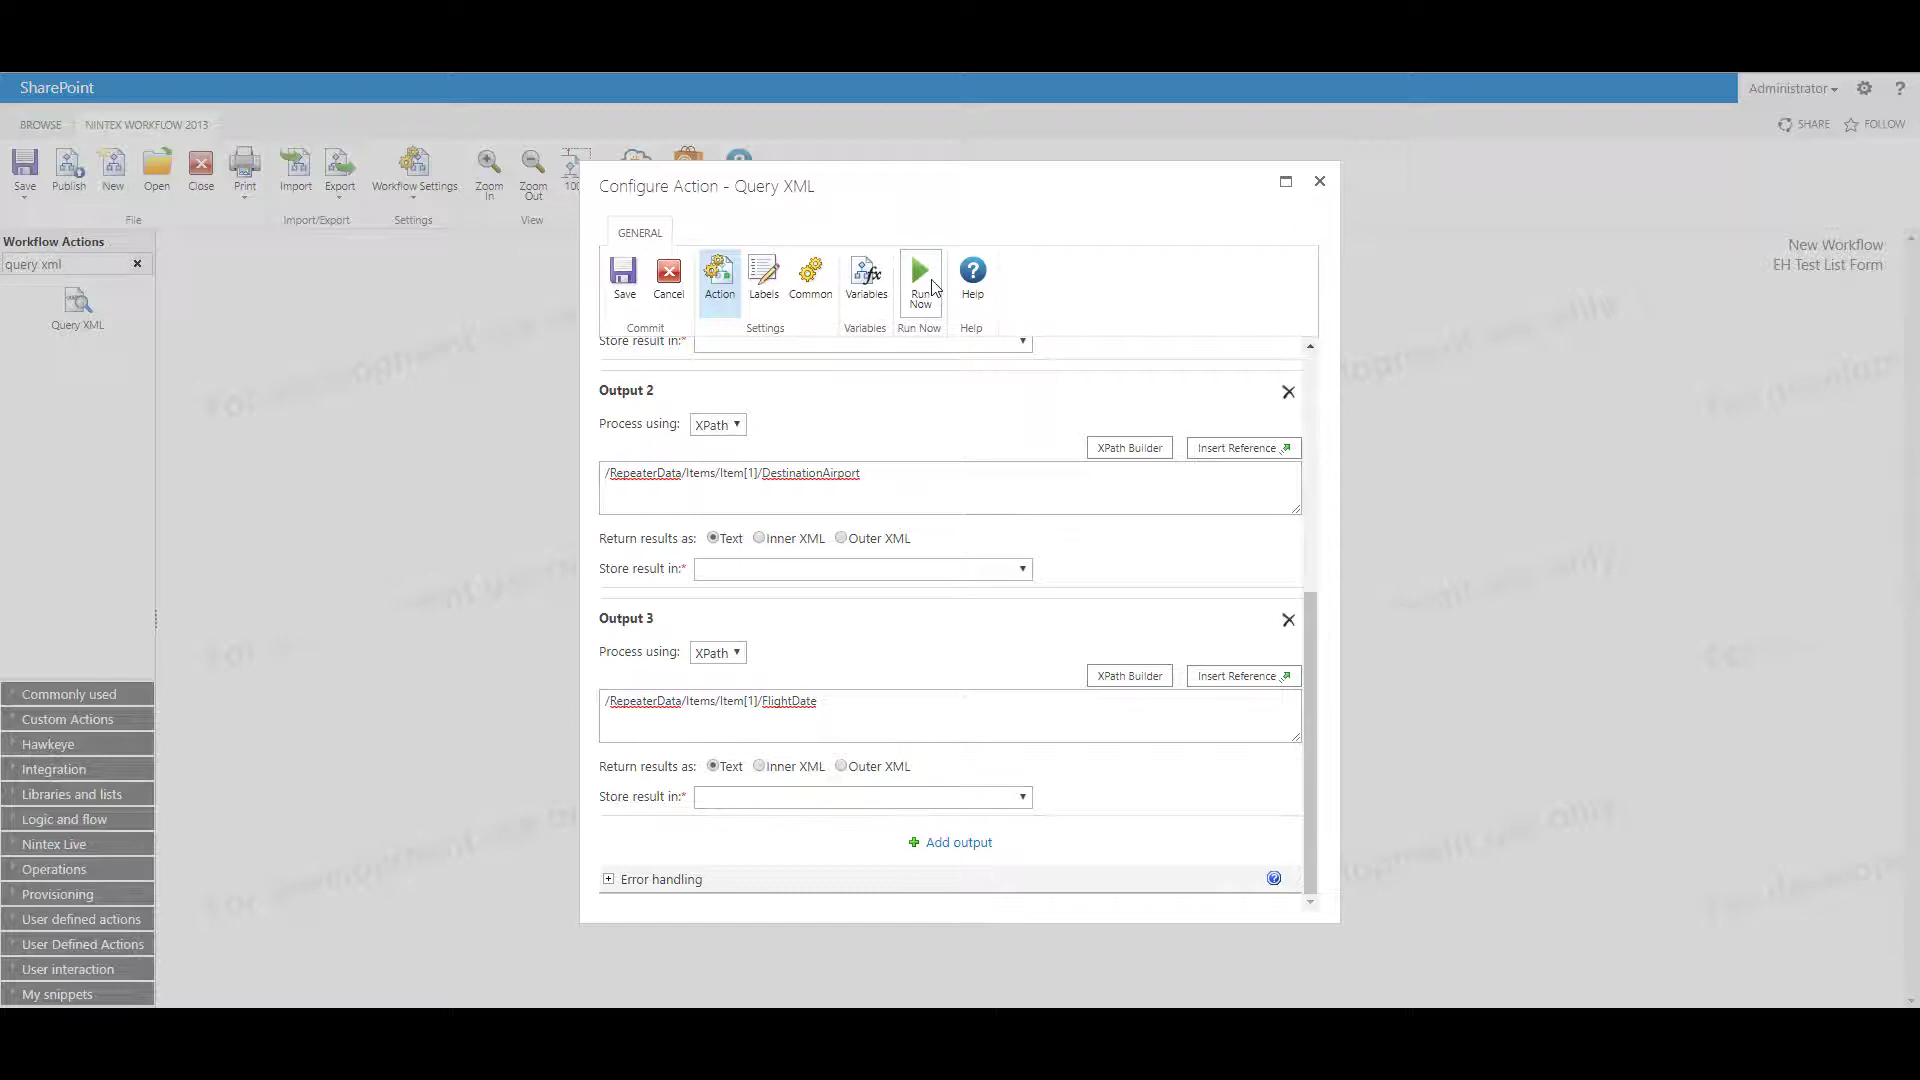 SharePoint
Administrator
?
BROWSE
NINTEX WORKFLOW 2013
SHARE
FOLLOW
Save
Publish
New
Open
Close
Print
Import
Export
Workflow Settings
Zoom In
Zoom Out
File
Import/Export
Settings
View
Workflow Actions
query xml
Query XML
New Workflow
EH Test List Form
Commonly used
Custom Actions
Hawkeye
Integration
Libraries and lists
Logic and flow
Nintex Live
Operations
Provisioning
User defined actions
User Defined Actions
User interaction
My snippets
Configure Action - Query XML
GENERAL
Save
Cancel
Action
Labels
Common
Variables
Run Now
Help
Commit
Settings
Variables
Run Now
Help
Store result in:*
Output 2
Process using: XPath
XPath Builder
Insert Reference
/RepeaterData/Items/Item[1]/DestinationAirport
Return results as: Text Inner XML Outer XML
Store result in:*
Output 3
Process using: XPath
XPath Builder
Insert Reference
/RepeaterData/Items/Item[1]/FlightDate
Return results as: Text Inner XML Outer XML
Store result in:*
Add output
Error handling